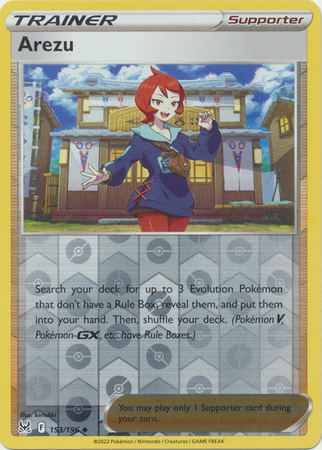 TRAINER Supporter
Arezu
Search your deck for up to 3 Evolution Pokémon
that don't have a Rule Box, reveal them, and put them
into your hand. Then, shuffle your deck. (Pokémon V,
Pokémon-GX, etc. have Rule Boxes.)
You may play only 1 Supporter card during
your turn.
illus. kirisAki
F 153/196
©2022 Pokémon / Nintendo / Creatures / GAME FREAK